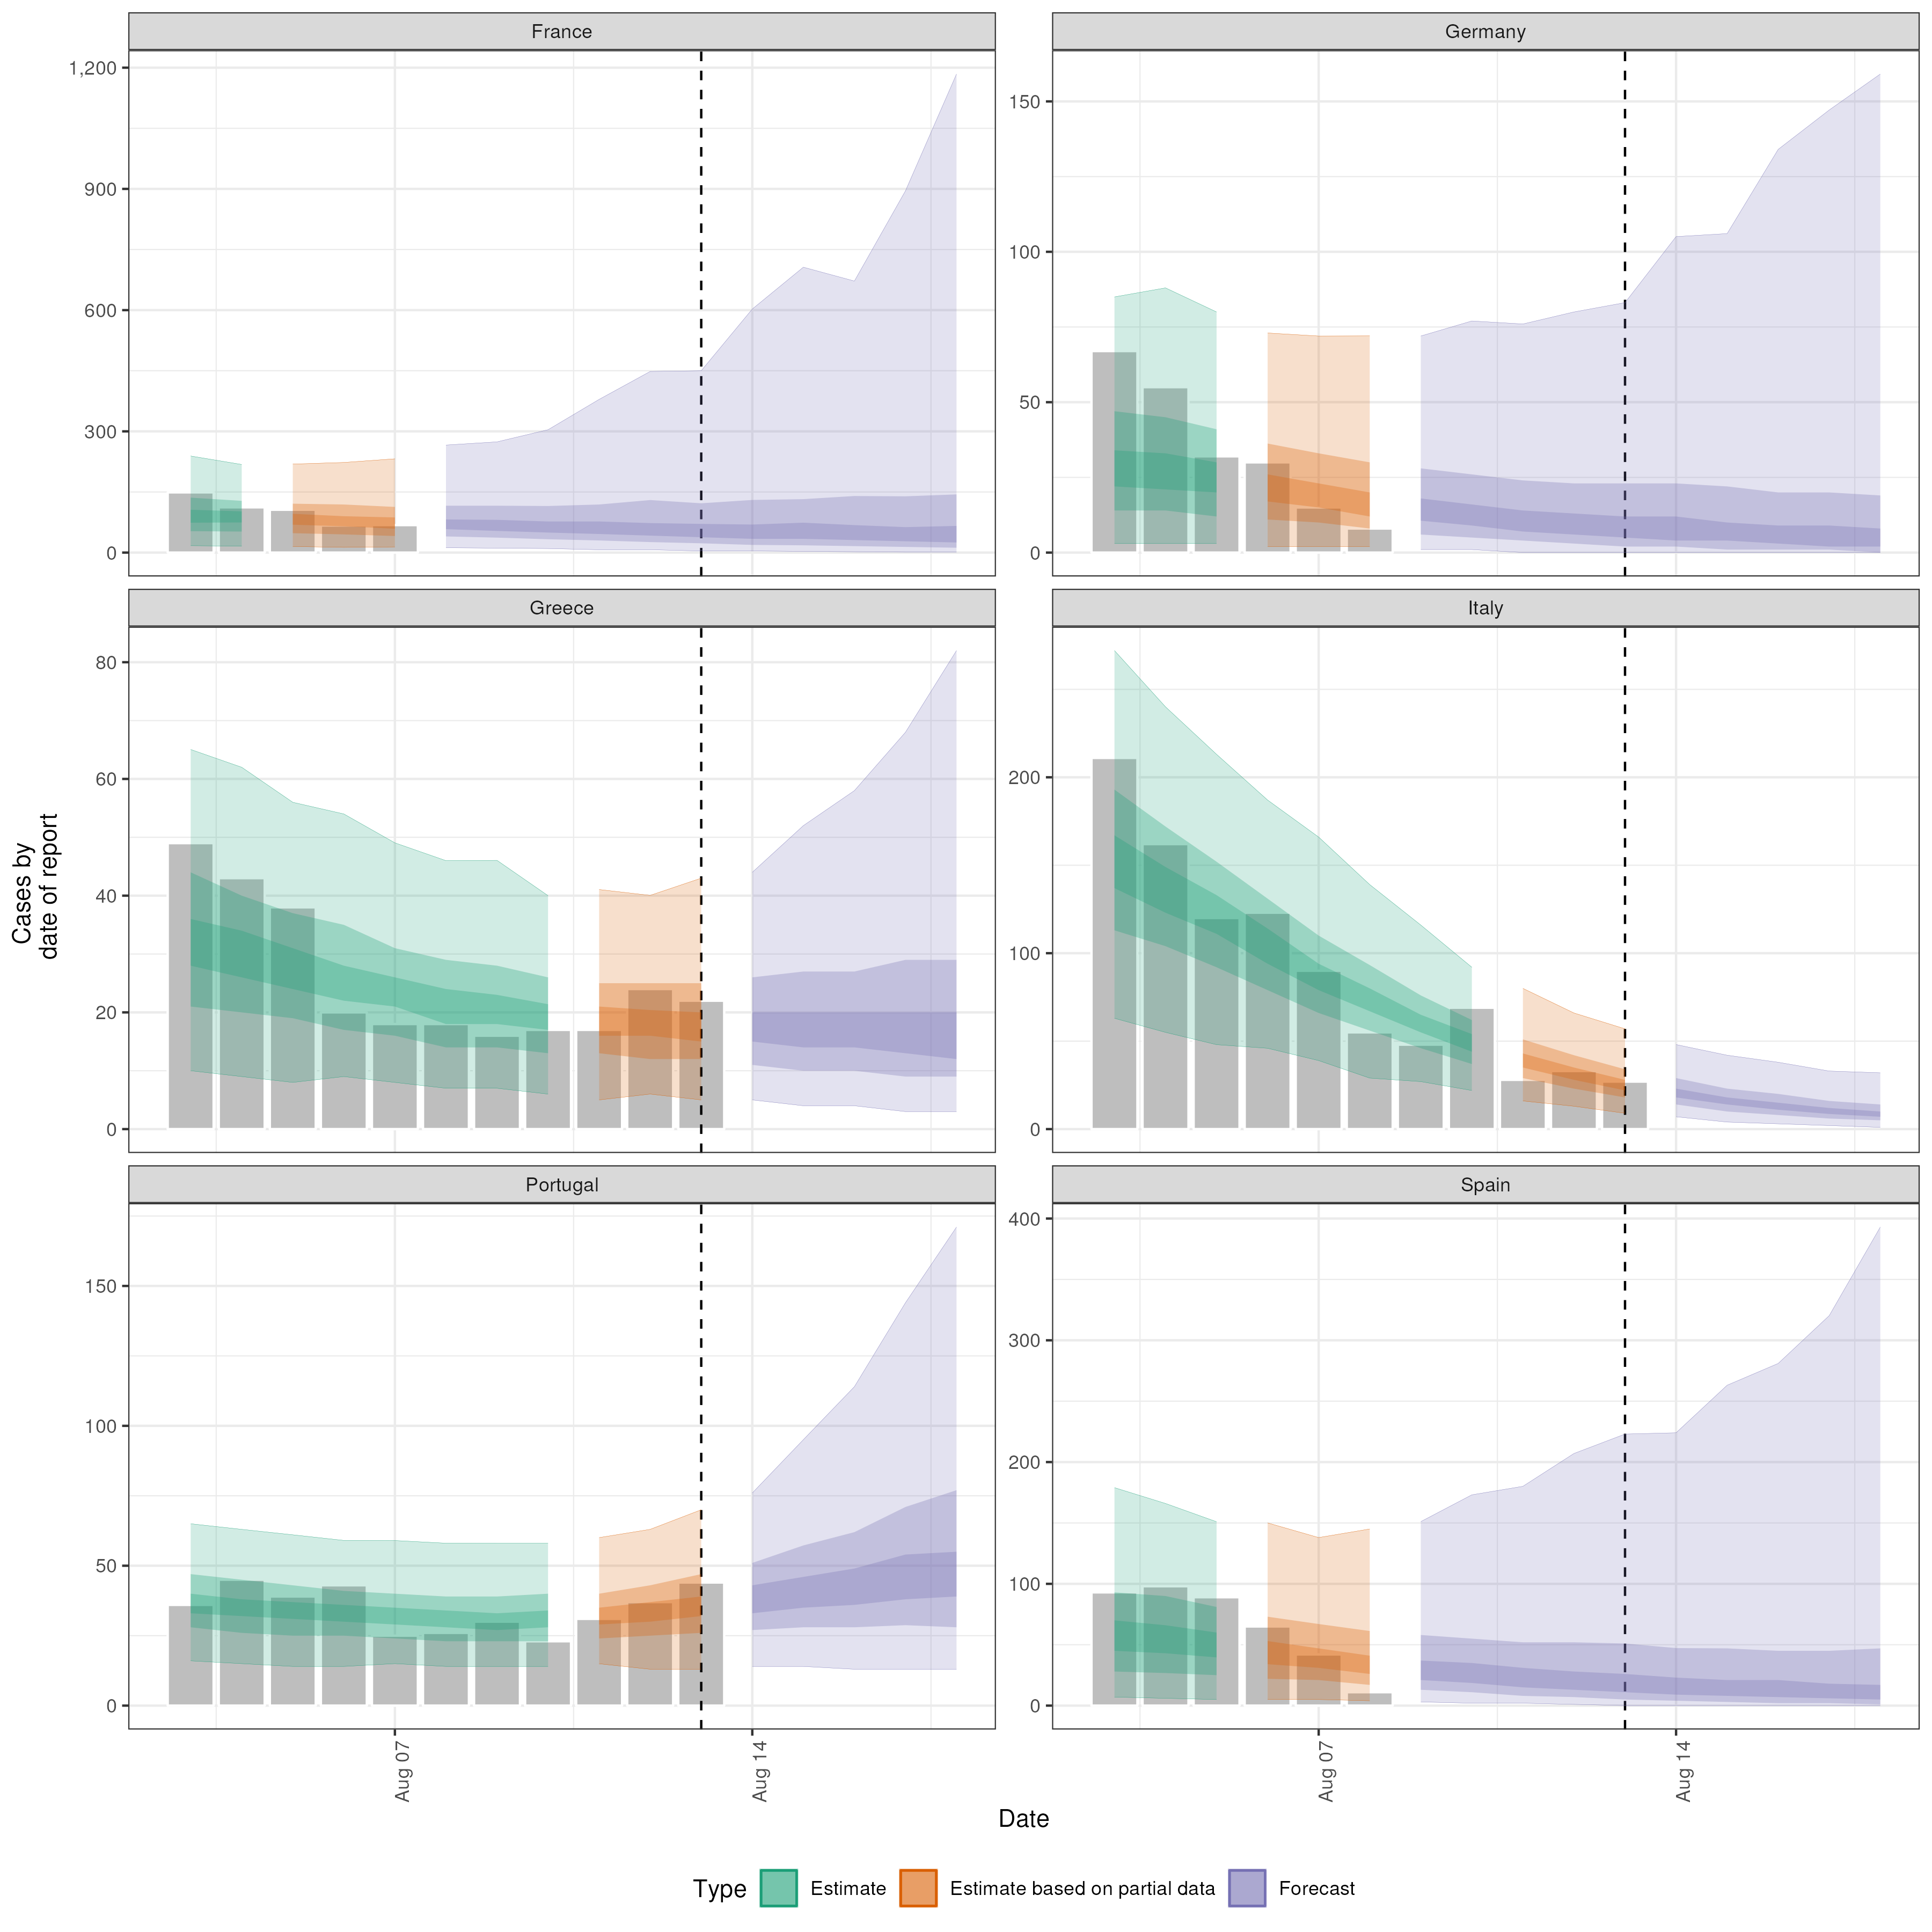 France
Germany
1,200
900
600
300
0
150
100
50
0
Greece
Italy
80
60
40
20
0
200
100
0
Cases by
date of report
Portugal
Spain
150
100
50
0
400
300
200
100
0
Aug 07
Aug 14
Aug 07
Aug 14
Date
Type
Estimate
Estimate based on partial data
Forecast